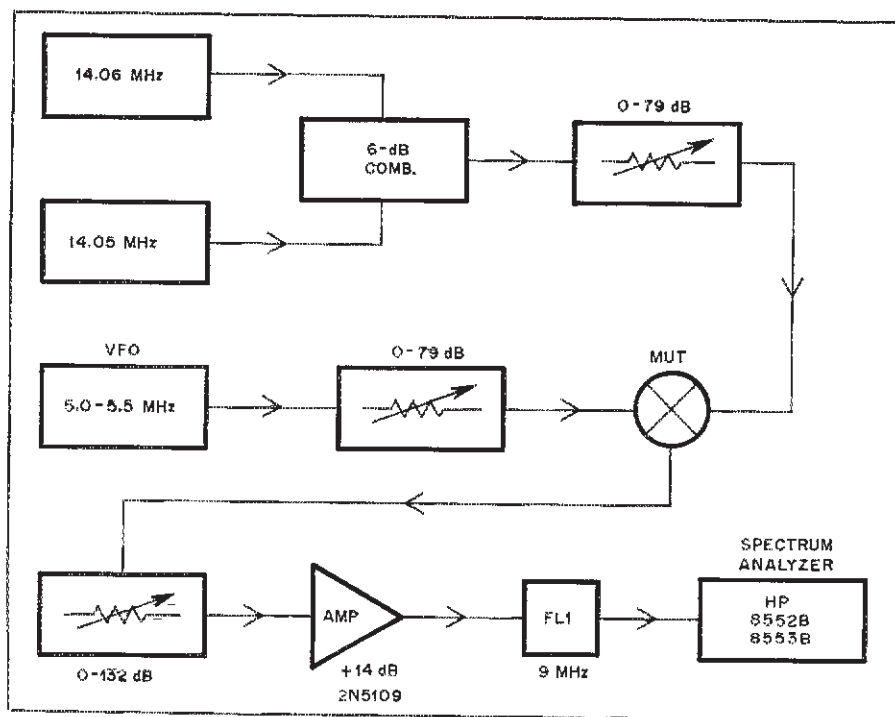 14.06 MHz
6-dB
COMB.
0-79 dB
14.05 MHz
VFO
5.0-5.5 MHz
0-79 dB
MUT
0-132 dB
AMP
+14 dB
2N5109
FL1
9 MHz
SPECTRUM
ANALYZER
HP
8552B
8553B